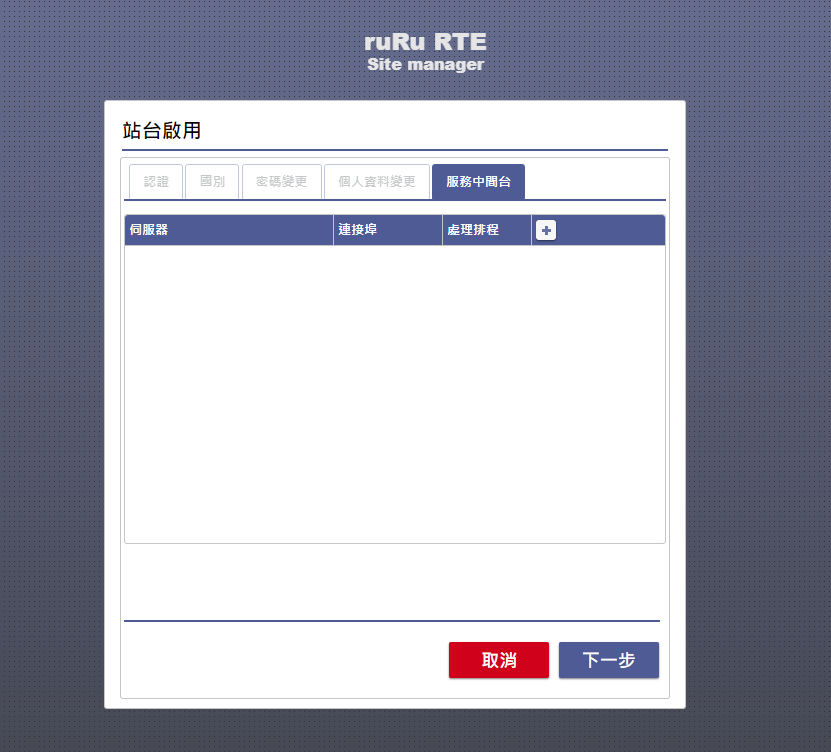 ruRu RTE
Site manager
站台啟用
認證 國別 密碼變更 個人資料變更 服務中間台
伺服器 連接埠 處理排程
取消 下一步